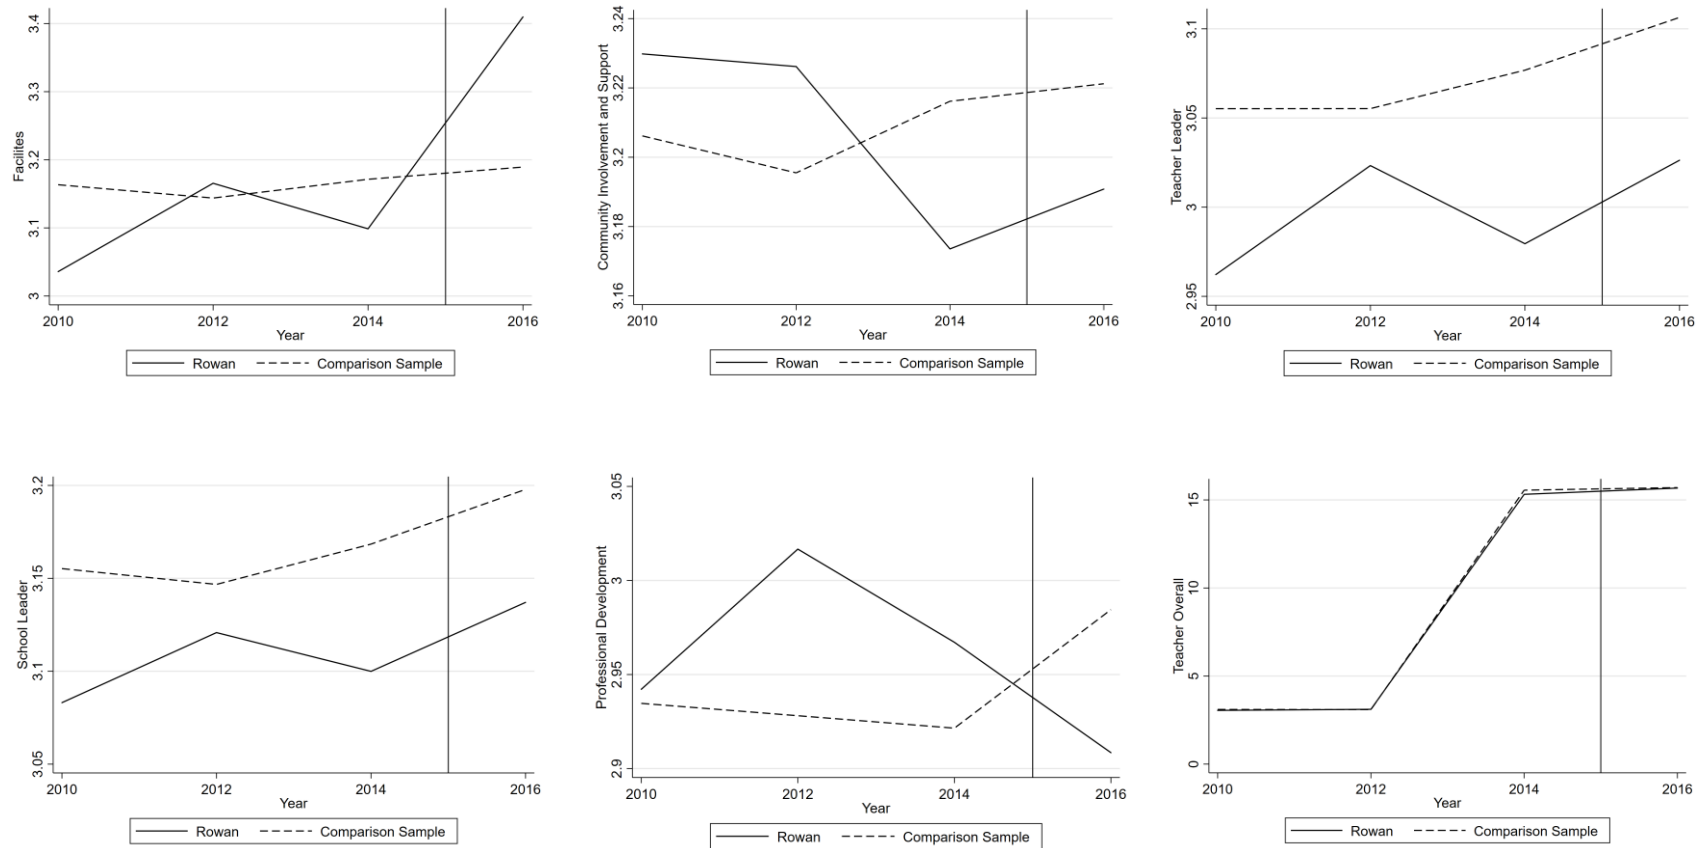 Facilites
3.4
3.3
3.2
3.1
3
2010 2012 2014 2016
Year
Rowan Comparison Sample
Community Involvement and Support
3.24
3.22
3.2
3.18
3.16
2010 2012 2014 2016
Year
Rowan Comparison Sample
Teacher Leader
3.1
3.05
3
2.95
2010 2012 2014 2016
Year
Rowan Comparison Sample
School Leader
3.2
3.15
3.1
3.05
2010 2012 2014 2016
Year
Rowan Comparison Sample
Professional Development
3.05
3
2.95
2.9
2010 2012 2014 2016
Year
Rowan Comparison Sample
Teacher Overall
15
10
5
0
2010 2012 2014 2016
Year
Rowan Comparison Sample